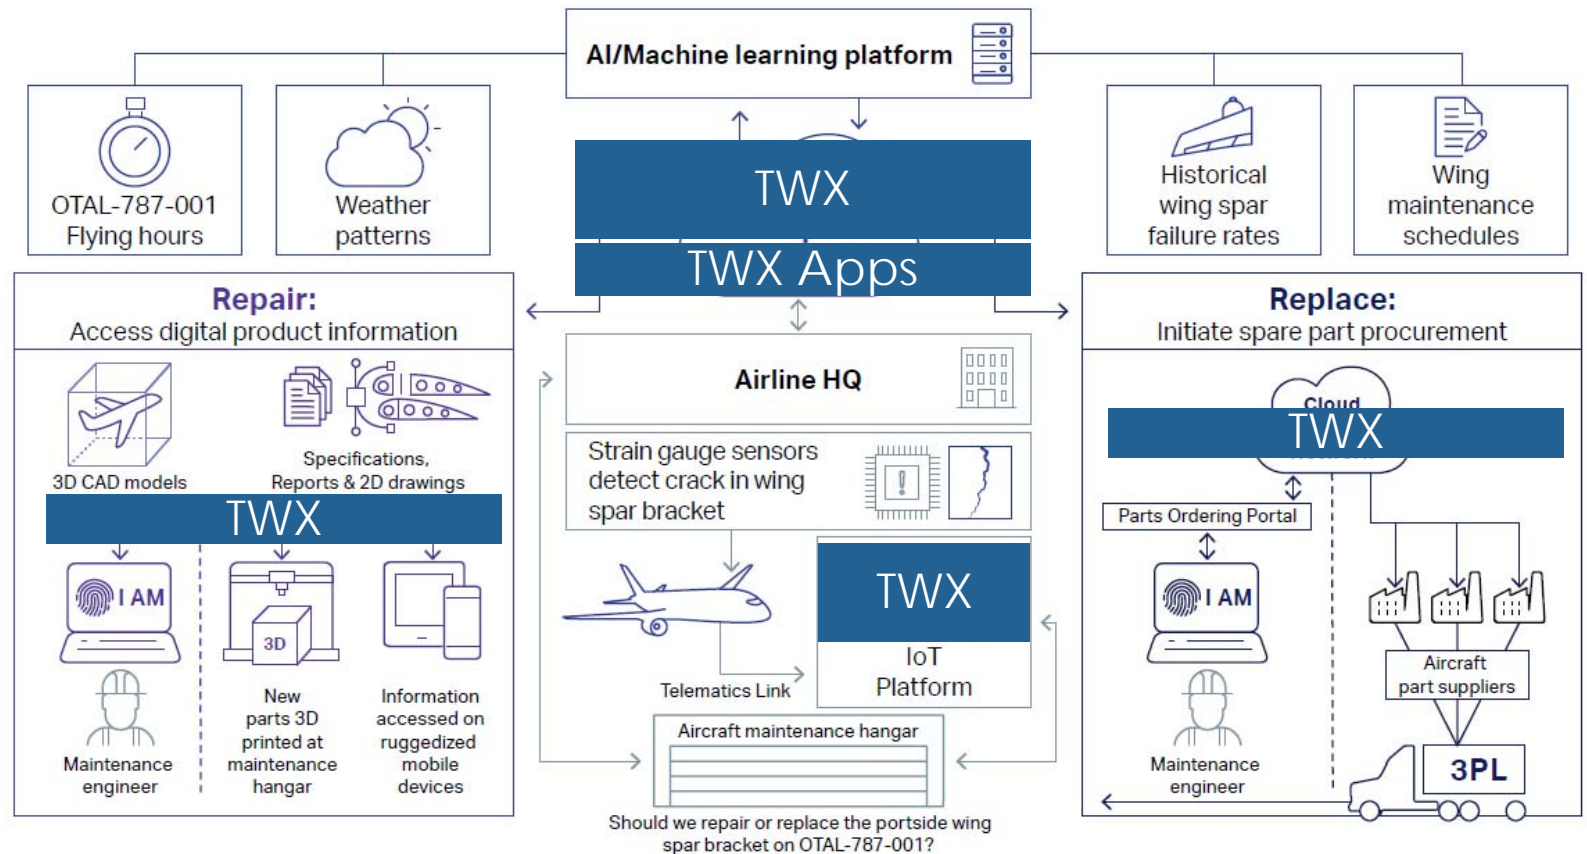 AI/Machine learning platform
OTAL-787-001
Flying hours
Weather
patterns
TWX
TWX Apps
Historical
wing spar
failure rates
Wing
maintenance
schedules
Repair:
Access digital product information
3D CAD models
Specifications,
Reports & 2D drawings
TWX
I AM
3D
Maintenance
engineer
New
parts 3D
printed at
maintenance
hangar
Information
accessed on
ruggedized
mobile
devices
Airline HQ
Strain gauge sensors
detect crack in wing
spar bracket
!
TWX
IoT
Platform
Telematics Link
Aircraft maintenance hangar
Should we repair or replace the portside wing
spar bracket on OTAL-787-001?
Replace:
Initiate spare part procurement
Cloud
TWX
Parts Ordering Portal
I AM
Maintenance
engineer
Aircraft
part suppliers
3PL